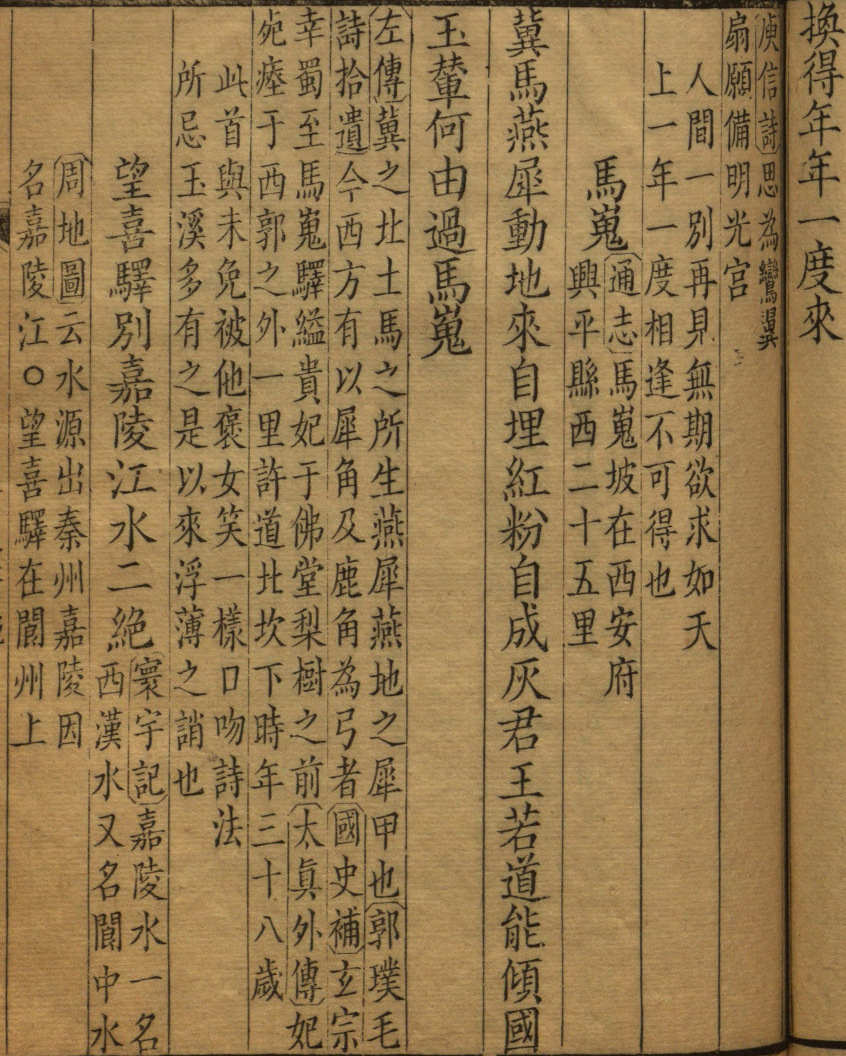 換得年年一度來
庾信詩思為鸞翼
扇願備明光宮
人間一別再見無期欲求如天
上一年一度相逢不可得也
馬嵬
通志馬嵬坡在西安府
興平縣西二十五里
冀馬燕犀動地來自埋紅粉自成灰君王若道能傾國
玉輦何由過馬嵬
左傳冀之北土馬之所生燕犀燕地之犀甲也郭璞毛
詩拾遺今西方有以犀角及鹿角為弓者國史補玄宗
幸蜀至馬嵬驛縊貴妃于佛堂梨樹之前太真外傳妃
死瘞于西郭之外一里許道北坎下時年三十八歲
此首與未免被他褒女笑一樣口吻詩法
所忌玉溪多有之是以來浮薄之誚也
望喜驛別嘉陵江水二絶
寰宇記嘉陵水一名
西漢水又名閬中水
周地圖云水源出秦州嘉陵因
名嘉陵江○望喜驛在閬州上